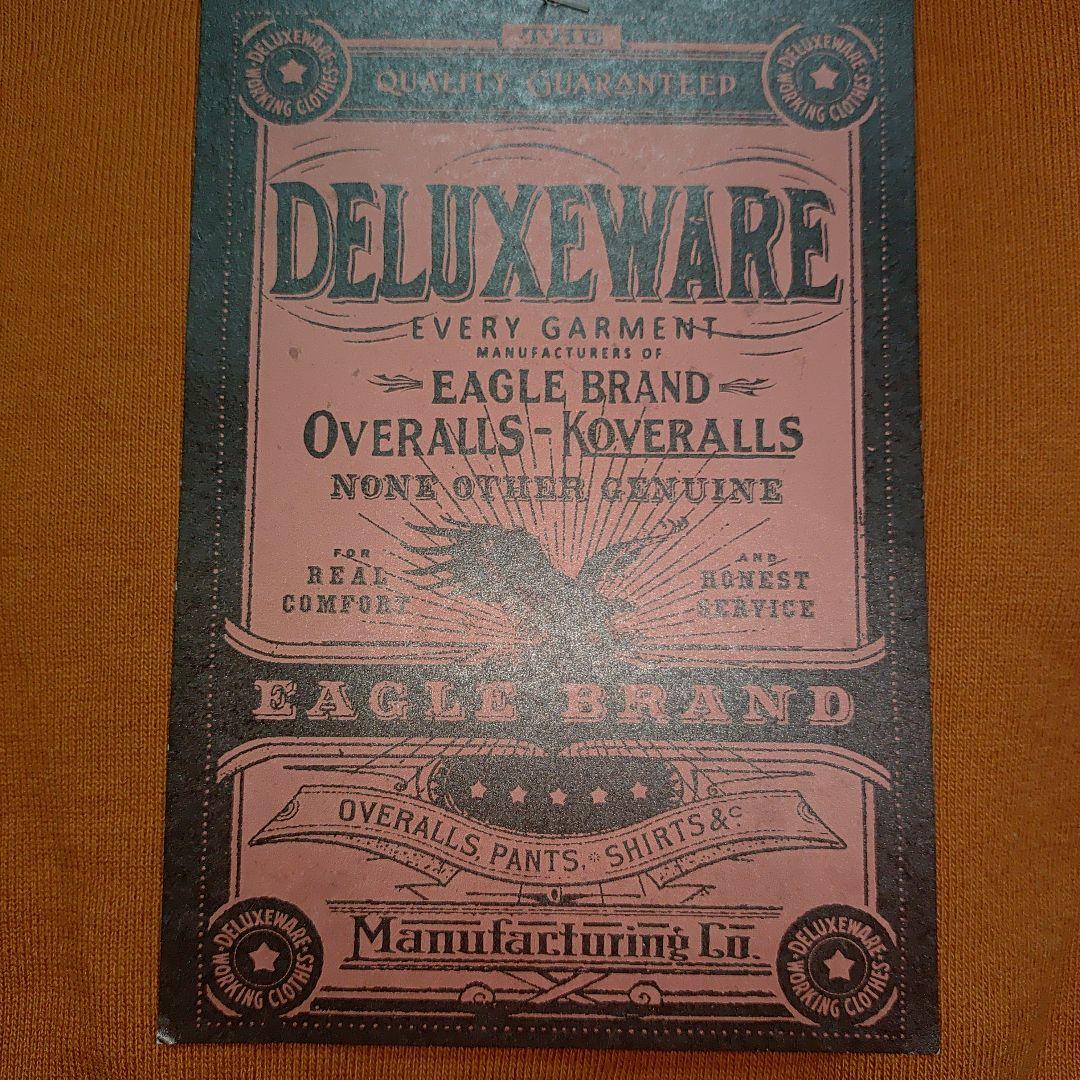 THE
QUALITY GUARANTEED
DELUXEWARE WORKING CLOTHES
DELUXEWARE WORKING CLOTHES
DELUXEWARE
EVERY GARMENT
MANUFACTURERS OF
EAGLE BRAND
OVERALLS-KOVERALLS
NONE OTHER GENUINE
FOR
REAL
COMFORT
AND
HONEST
SERVICE
EAGLE BRAND
OVERALLS, PANTS, SHIRTS &c
Manufacturing Co.
·DELUXEWARE· WORKING CLOTHES
·DELUXEWARE· WORKING CLOTHES